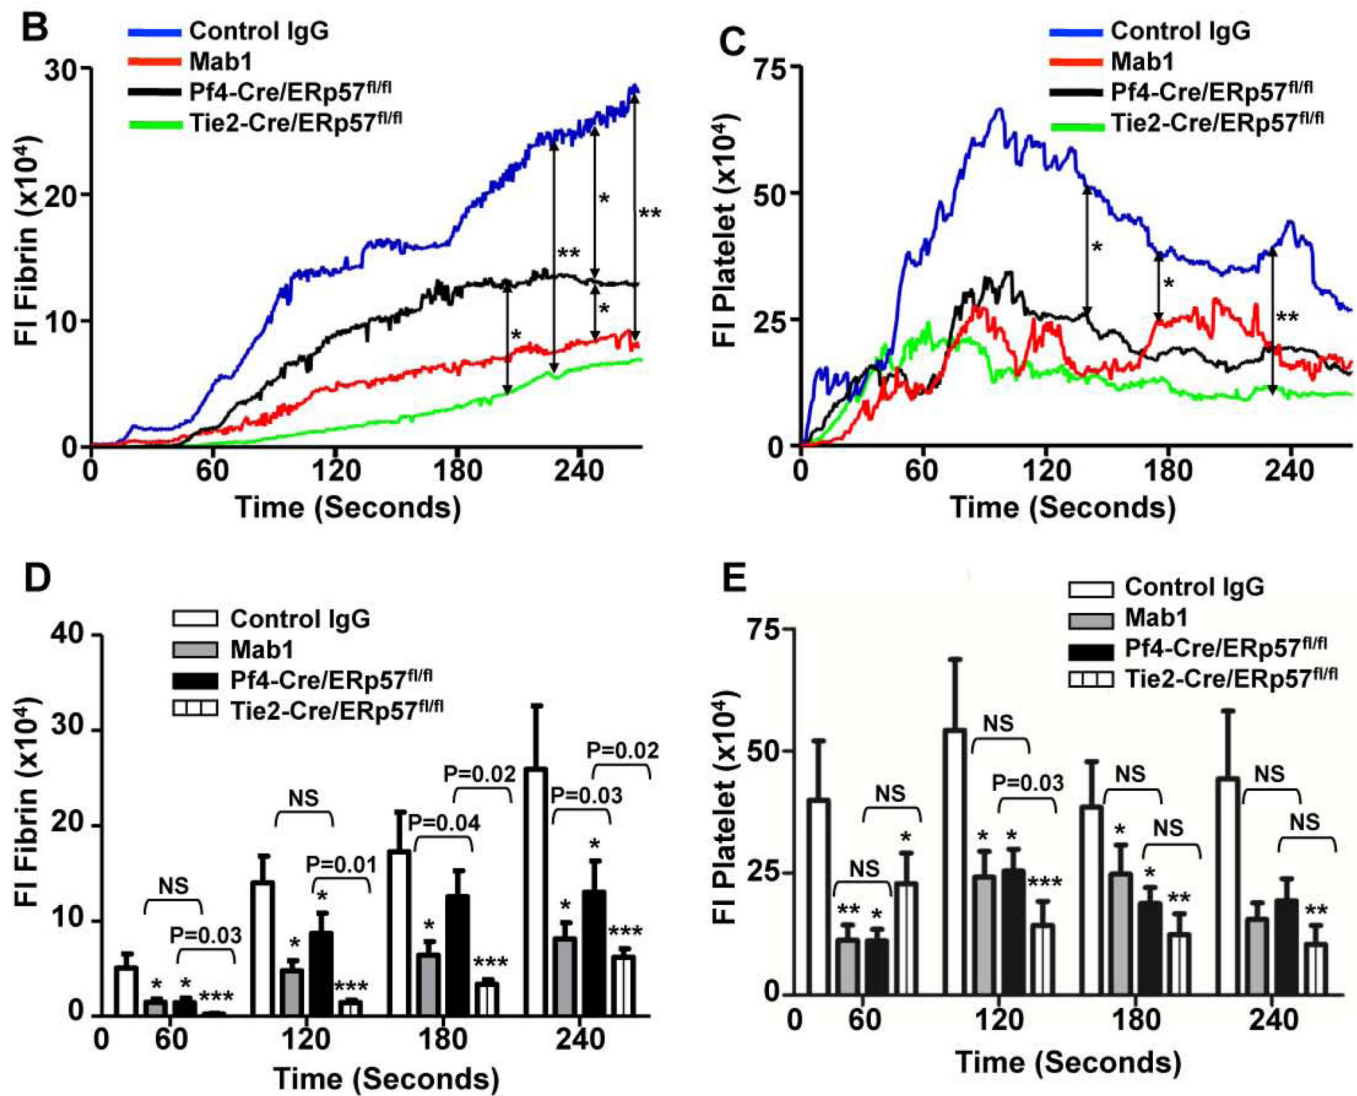 B
Control IgG
Mab1
Pf4-Cre/ERp57fl/fl
Tie2-Cre/ERp57fl/fl
FI Fibrin (x10⁴)
30
20
10
0
**
*
**
*
*
0 60 120 180 240
Time (Seconds)
C
Control IgG
Mab1
Pf4-Cre/ERp57fl/fl
Tie2-Cre/ERp57fl/fl
FI Platelet (x10⁴)
75
50
25
0
*
*
**
0 60 120 180 240
Time (Seconds)
D
Control IgG
Mab1
Pf4-Cre/ERp57fl/fl
Tie2-Cre/ERp57fl/fl
FI Fibrin (x10⁴)
40
30
20
10
0
NS
P=0.03
* * ***
NS
P=0.01
* * ***
P=0.02
P=0.04
* ***
P=0.02
P=0.03
* * ***
0 60 120 180 240
Time (Seconds)
E
Control IgG
Mab1
Pf4-Cre/ERp57fl/fl
Tie2-Cre/ERp57fl/fl
FI Platelet (x10⁴)
75
50
25
0
NS
NS
** * *
NS
P=0.03
* * ***
NS
NS
* * **
NS
NS
**
0 60 120 180 240
Time (Seconds)